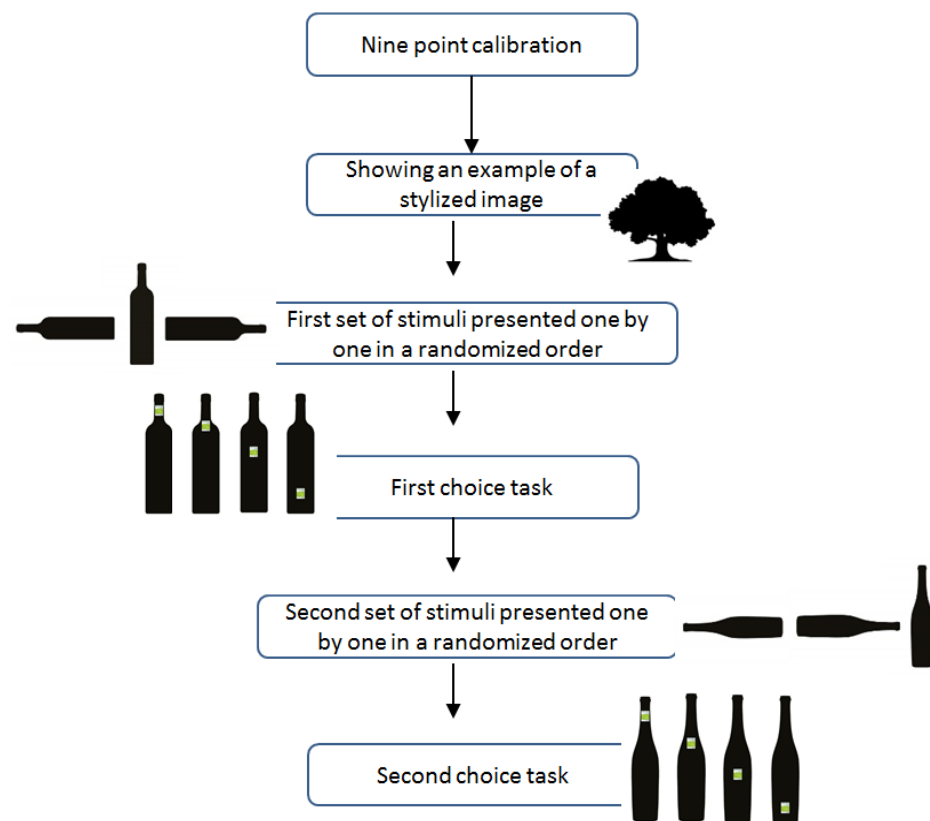 Nine point calibration
Showing an example of a
stylized image
First set of stimuli presented one by
one in a randomized order
First choice task
Second set of stimuli presented one
by one in a randomized order
Second choice task